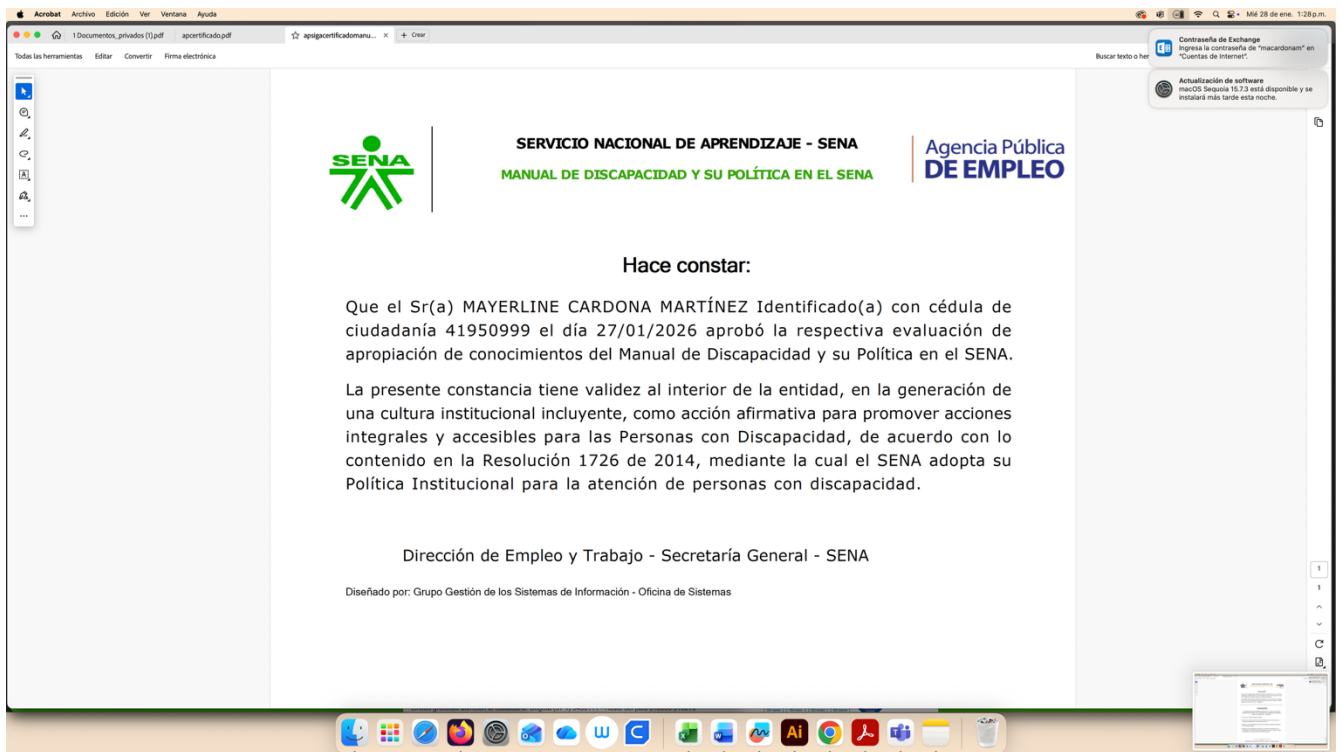 Acrobat Archivo Edición Ver Ventana Ayuda
Mié 28 de ene. 1:28 p.m.
1 Documentos_privados (1).pdf
apcertificado.pdf
apsigacertificadomanu...
+ Crear
Todas las herramientas Editar Convertir Firma electrónica
Buscar texto o her
Contraseña de Exchange
Ingresa la contraseña de "macardonam" en
"Cuentas de Internet".
Actualización de software
macOS Sequoia 15.7.3 está disponible y se
instalará más tarde esta noche.
SENA
SERVICIO NACIONAL DE APRENDIZAJE - SENA
MANUAL DE DISCAPACIDAD Y SU POLÍTICA EN EL SENA
Agencia Pública
DE EMPLEO
Hace constar:
Que el Sr(a) MAYERLINE CARDONA MARTÍNEZ Identificado(a) con cédula de
ciudadanía 41950999 el día 27/01/2026 aprobó la respectiva evaluación de
apropiación de conocimientos del Manual de Discapacidad y su Política en el SENA.
La presente constancia tiene validez al interior de la entidad, en la generación de
una cultura institucional incluyente, como acción afirmativa para promover acciones
integrales y accesibles para las Personas con Discapacidad, de acuerdo con lo
contenido en la Resolución 1726 de 2014, mediante la cual el SENA adopta su
Política Institucional para la atención de personas con discapacidad.
Dirección de Empleo y Trabajo - Secretaría General - SENA
Diseñado por: Grupo Gestión de los Sistemas de Información - Oficina de Sistemas
1
1
Ai